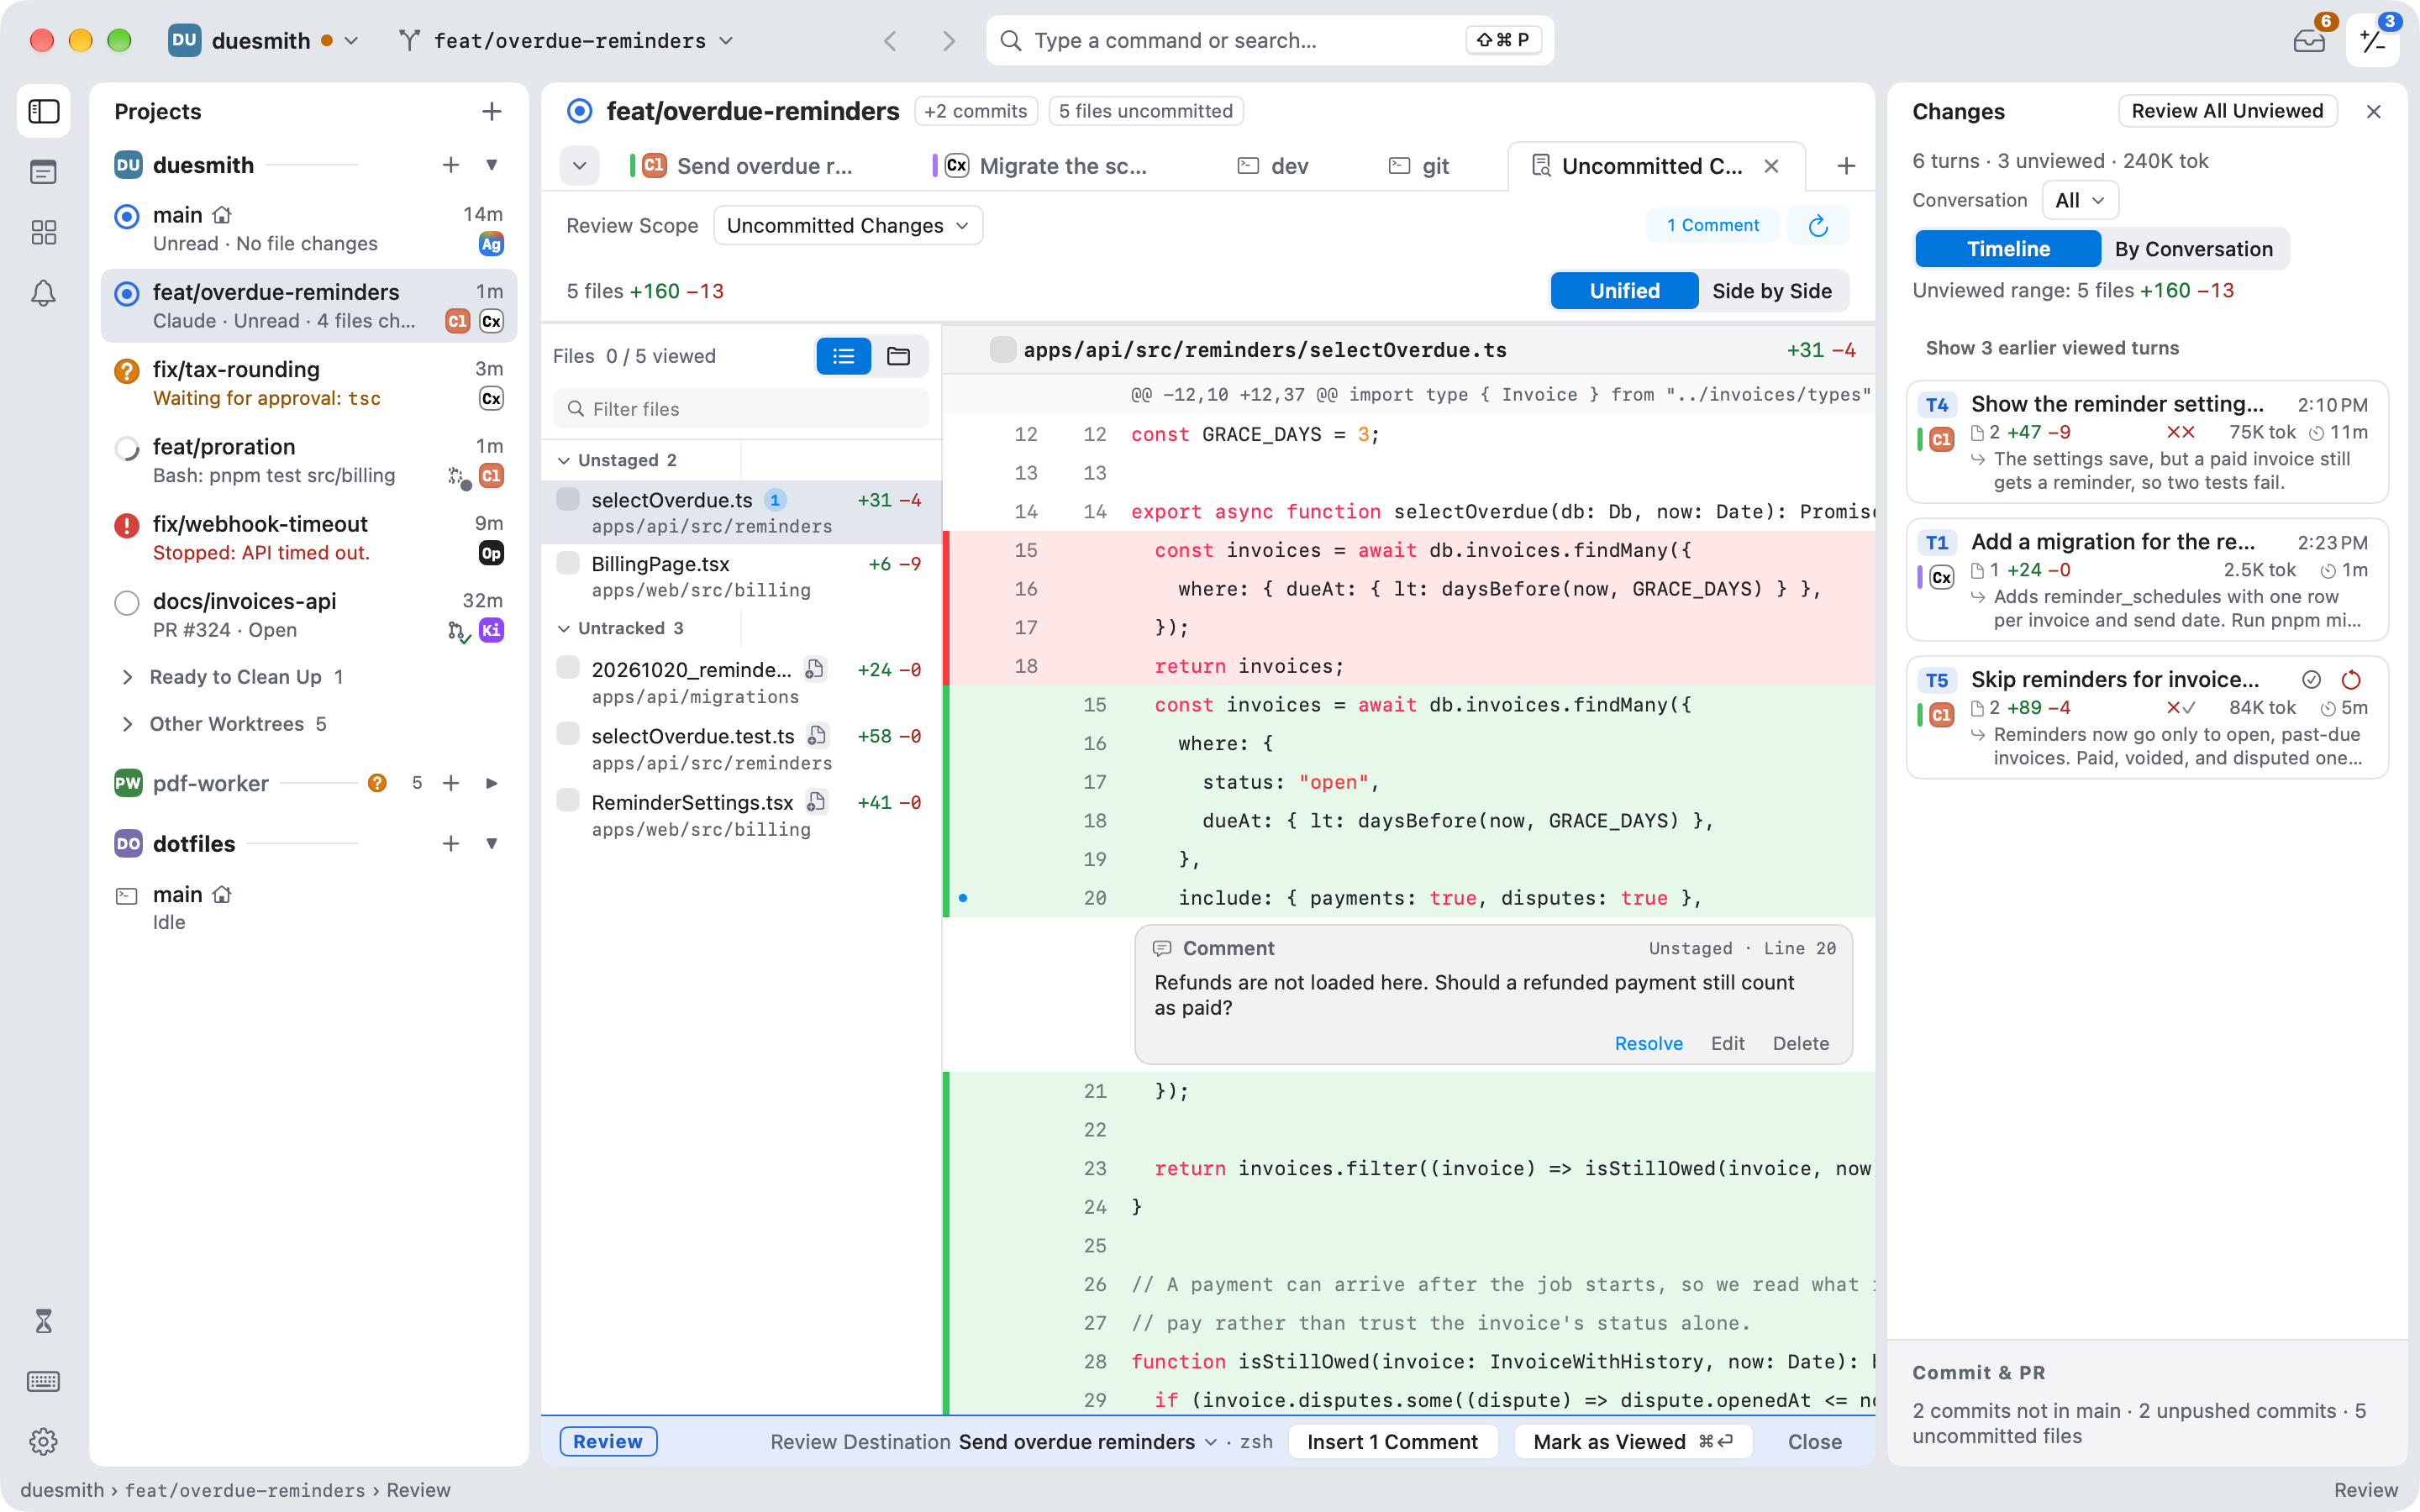 DU duesmith
feat/overdue-reminders
Type a command or search...
⇧⌘ P
6
3
Projects
DU duesmith
main 14m
Unread · No file changes Ag
feat/overdue-reminders 1m
Claude · Unread · 4 files ch... Cl Cx
fix/tax-rounding 3m
Waiting for approval: tsc Cx
feat/proration 1m
Bash: pnpm test src/billing Cl
fix/webhook-timeout 9m
Stopped: API timed out. Op
docs/invoices-api 32m
PR #324 · Open Ki
Ready to Clean Up 1
Other Worktrees 5
PW pdf-worker ? 5
DO dotfiles
main
Idle
feat/overdue-reminders +2 commits 5 files uncommitted
Cl Send overdue r... Cx Migrate the sc... dev git Uncommitted C...
Review Scope Uncommitted Changes 1 Comment
5 files +160 −13 Unified Side by Side
Files 0 / 5 viewed
Filter files
Unstaged 2
selectOverdue.ts 1 +31 −4
apps/api/src/reminders
BillingPage.tsx +6 −9
apps/web/src/billing
Untracked 3
20261020_reminde... +24 −0
apps/api/migrations
selectOverdue.test.ts +58 −0
apps/api/src/reminders
ReminderSettings.tsx +41 −0
apps/web/src/billing
apps/api/src/reminders/selectOverdue.ts +31 −4
@@ −12,10 +12,37 @@ import type { Invoice } from "../invoices/types"
12 12 const GRACE_DAYS = 3;
13 13
14 14 export async function selectOverdue(db: Db, now: Date): Promis
15 const invoices = await db.invoices.findMany({
16 where: { dueAt: { lt: daysBefore(now, GRACE_DAYS) } },
17 });
18 return invoices;
15 const invoices = await db.invoices.findMany({
16 where: {
17 status: "open",
18 dueAt: { lt: daysBefore(now, GRACE_DAYS) },
19 },
20 include: { payments: true, disputes: true },
Comment Unstaged · Line 20
Refunds are not loaded here. Should a refunded payment still count
as paid?
Resolve Edit Delete
21 });
22
23 return invoices.filter((invoice) => isStillOwed(invoice, now
24 }
25
26 // A payment can arrive after the job starts, so we read what
27 // pay rather than trust the invoice's status alone.
28 function isStillOwed(invoice: InvoiceWithHistory, now: Date):
29 if (invoice.disputes.some((dispute) => dispute.openedAt <= n
Review Review Destination Send overdue reminders · zsh Insert 1 Comment Mark as Viewed ⌘⏎ Close
Changes Review All Unviewed
6 turns · 3 unviewed · 240K tok
Conversation All
Timeline By Conversation
Unviewed range: 5 files +160 −13
Show 3 earlier viewed turns
T4 Show the reminder setting... 2:10 PM
Cl 2 +47 −9 ✕✕ 75K tok 11m
The settings save, but a paid invoice still
gets a reminder, so two tests fail.
T1 Add a migration for the re... 2:23 PM
Cx 1 +24 −0 2.5K tok 1m
Adds reminder_schedules with one row
per invoice and send date. Run pnpm mi...
T5 Skip reminders for invoice...
Cl 2 +89 −4 ✕✓ 84K tok 5m
Reminders now go only to open, past-due
invoices. Paid, voided, and disputed one...
Commit & PR
2 commits not in main · 2 unpushed commits · 5
uncommitted files
duesmith › feat/overdue-reminders › Review
Review